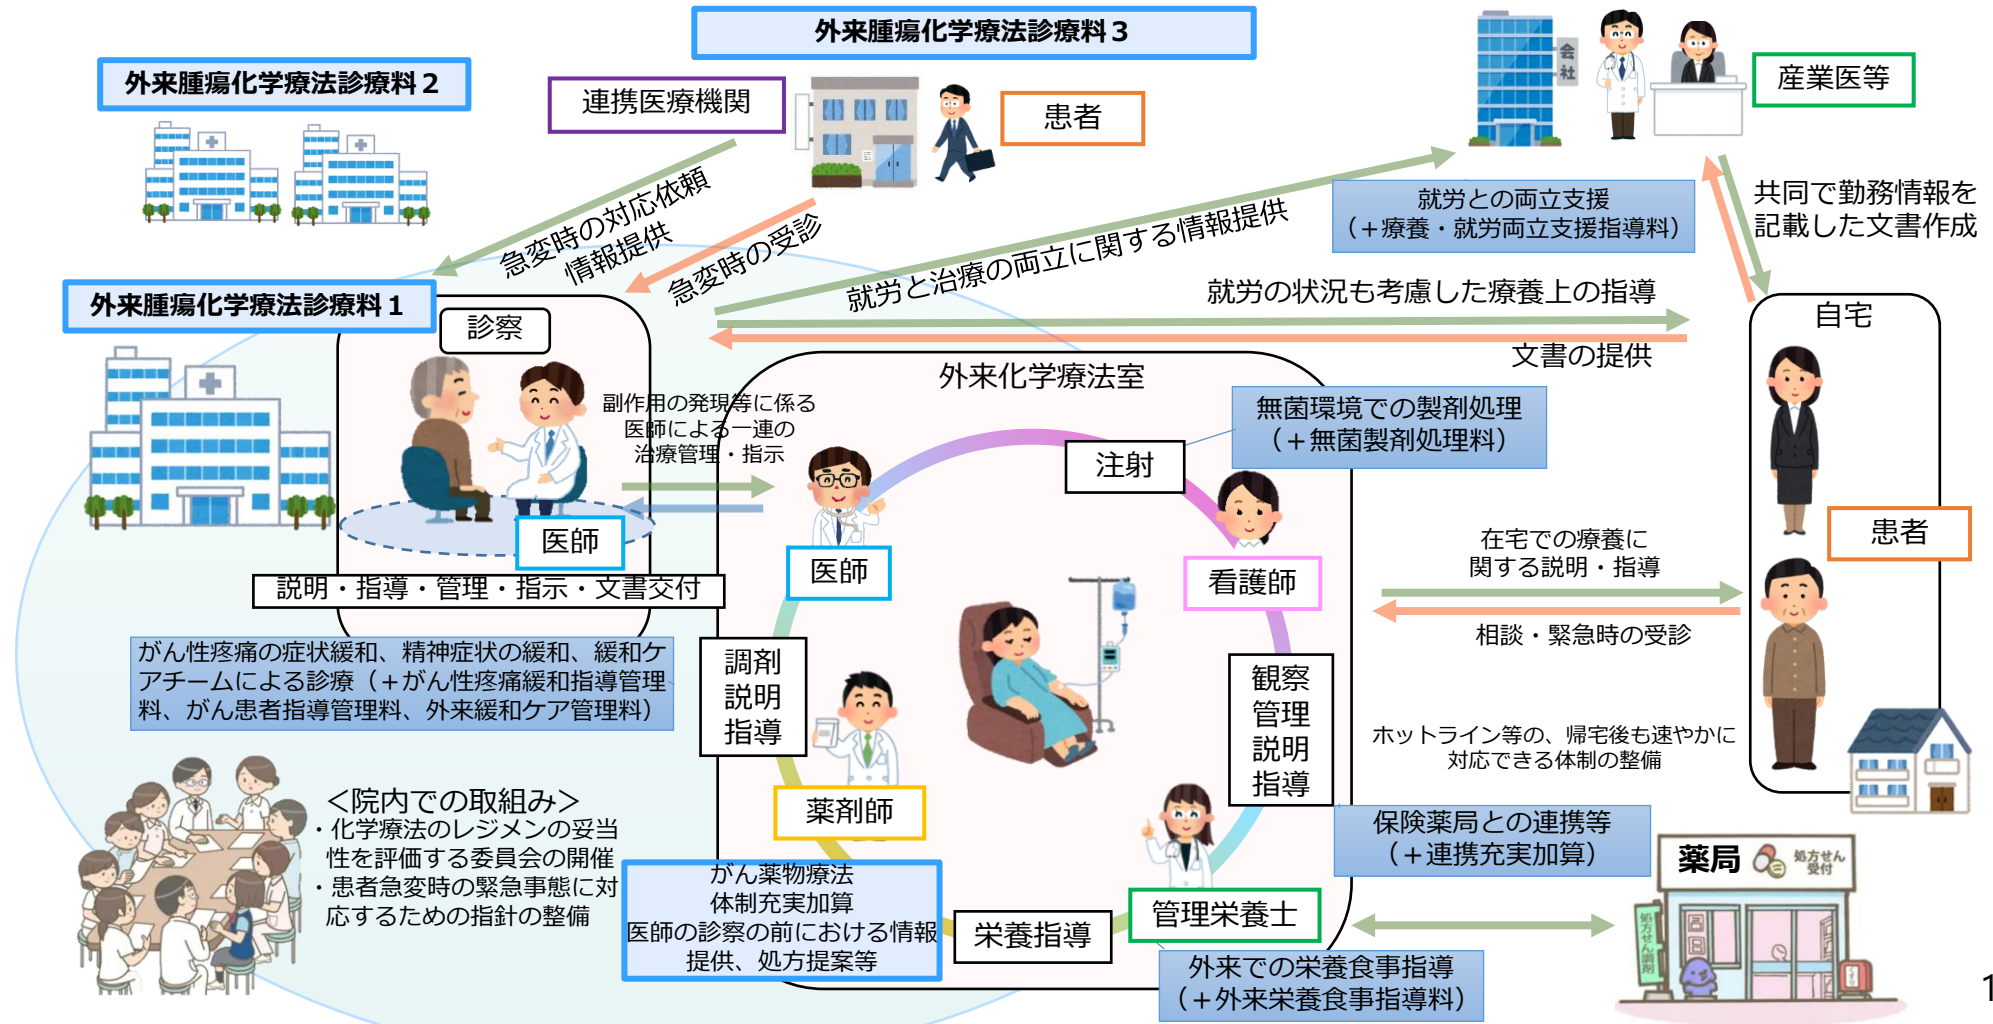 外来腫瘍化学療法診療料３
外来腫瘍化学療法診療料２
連携医療機関
患者
会社
産業医等
急変時の対応依頼
情報提供
急変時の受診
就労と治療の両立に関する情報提供
就労との両立支援
（＋療養・就労両立支援指導料）
共同で勤務情報を
記載した文書作成
外来腫瘍化学療法診療料１
就労の状況も考慮した療養上の指導
文書の提供
自宅
診察
副作用の発現等に係る
医師による一連の
治療管理・指示
医師
説明・指導・管理・指示・文書交付
外来化学療法室
無菌環境での製剤処理
（＋無菌製剤処理料）
注射
医師
看護師
患者
在宅での療養に
関する説明・指導
相談・緊急時の受診
がん性疼痛の症状緩和、精神症状の緩和、緩和ケ
アチームによる診療（＋がん性疼痛緩和指導管理
料、がん患者指導管理料、外来緩和ケア管理料）
調剤
説明
指導
観察
管理
説明
指導
ホットライン等の、帰宅後も速やかに
対応できる体制の整備
＜院内での取組み＞
・化学療法のレジメンの妥当
性を評価する委員会の開催
・患者急変時の緊急事態に対
応するための指針の整備
薬剤師
がん薬物療法
体制充実加算
医師の診察の前における情報
提供、処方提案等
栄養指導
管理栄養士
保険薬局との連携等
（＋連携充実加算）
外来での栄養食事指導
（＋外来栄養食事指導料）
薬局
処方せん
受付
処方せん調剤
1